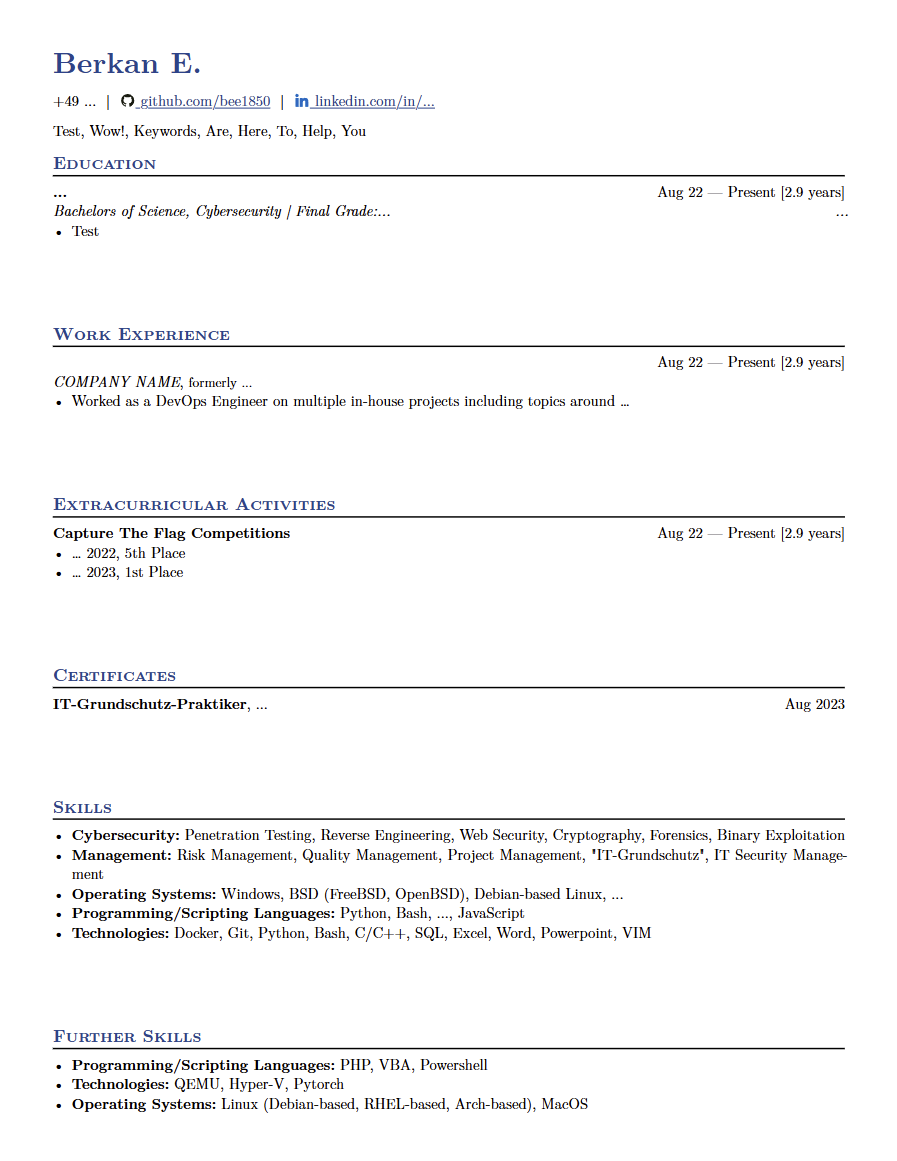 Berkan E.
+49 ... | github.com/bee1850 | linkedin.com/in/...
Test, Wow!, Keywords, Are, Here, To, Help, You
Education
... Aug 22 — Present [2.9 years]
Bachelors of Science, Cybersecurity | Final Grade:... ...
• Test
Work Experience
Aug 22 — Present [2.9 years]
COMPANY NAME, formerly ...
• Worked as a DevOps Engineer on multiple in-house projects including topics around ...
Extracurricular Activities
Capture The Flag Competitions Aug 22 — Present [2.9 years]
• ... 2022, 5th Place
• ... 2023, 1st Place
Certificates
IT-Grundschutz-Praktiker, ... Aug 2023
Skills
• Cybersecurity: Penetration Testing, Reverse Engineering, Web Security, Cryptography, Forensics, Binary Exploitation
• Management: Risk Management, Quality Management, Project Management, "IT-Grundschutz", IT Security Manage-
ment
• Operating Systems: Windows, BSD (FreeBSD, OpenBSD), Debian-based Linux, ...
• Programming/Scripting Languages: Python, Bash, ..., JavaScript
• Technologies: Docker, Git, Python, Bash, C/C++, SQL, Excel, Word, Powerpoint, VIM
Further Skills
• Programming/Scripting Languages: PHP, VBA, Powershell
• Technologies: QEMU, Hyper-V, Pytorch
• Operating Systems: Linux (Debian-based, RHEL-based, Arch-based), MacOS